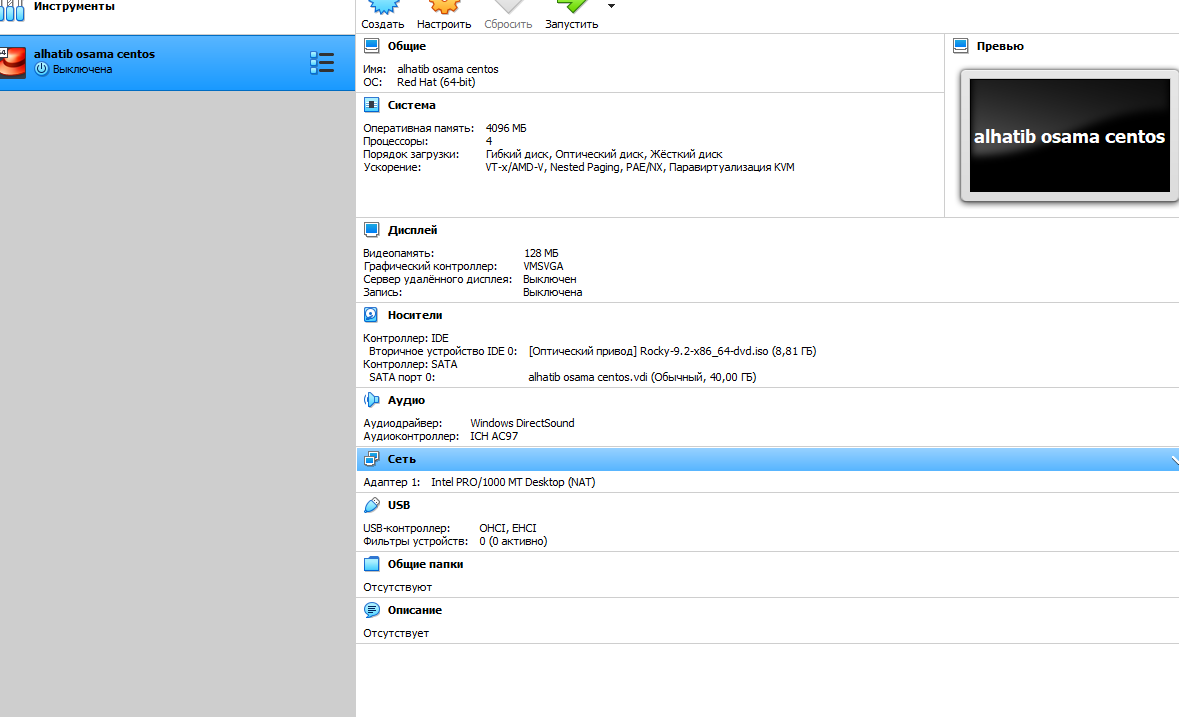 Инструменты
alhatib osama centos
Выключена
Создать Настроить Сбросить Запустить
Общие
Имя: alhatib osama centos
ОС: Red Hat (64-bit)
Превью
alhatib osama centos
Система
Оперативная память: 4096 МБ
Процессоры: 4
Порядок загрузки: Гибкий диск, Оптический диск, Жёсткий диск
Ускорение: VT-x/AMD-V, Nested Paging, PAE/NX, Паравиртуализация KVM
Дисплей
Видеопамять: 128 МБ
Графический контроллер: VMSVGA
Сервер удалённого дисплея: Выключен
Запись: Выключена
Носители
Контроллер: IDE
Вторичное устройство IDE 0: [Оптический привод] Rocky-9.2-x86_64-dvd.iso (8,81 ГБ)
Контроллер: SATA
SATA порт 0: alhatib osama centos.vdi (Обычный, 40,00 ГБ)
Аудио
Аудиодрайвер: Windows DirectSound
Аудиоконтроллер: ICH AC97
Сеть
Адаптер 1: Intel PRO/1000 MT Desktop (NAT)
USB
USB-контроллер: OHCI, EHCI
Фильтры устройств: 0 (0 активно)
Общие папки
Отсутствуют
Описание
Отсутствует